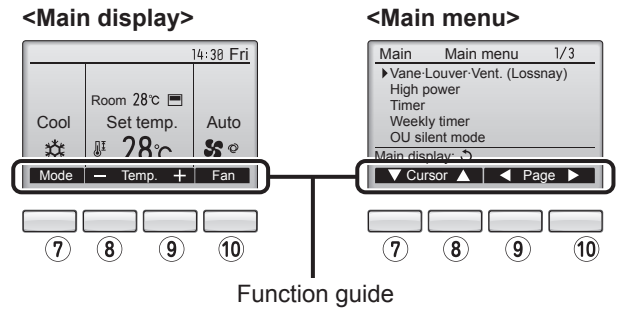 <Main display>
14:30 Fri
Room 28℃
Cool Set temp. Auto
28℃
Mode − Temp. + Fan
7 8 9 10
<Main menu>
Main Main menu 1/3
▶Vane·Louver·Vent. (Lossnay)
High power
Timer
Weekly timer
OU silent mode
Main display:
▼ Cursor ▲ ◀ Page ▶
7 8 9 10
Function guide